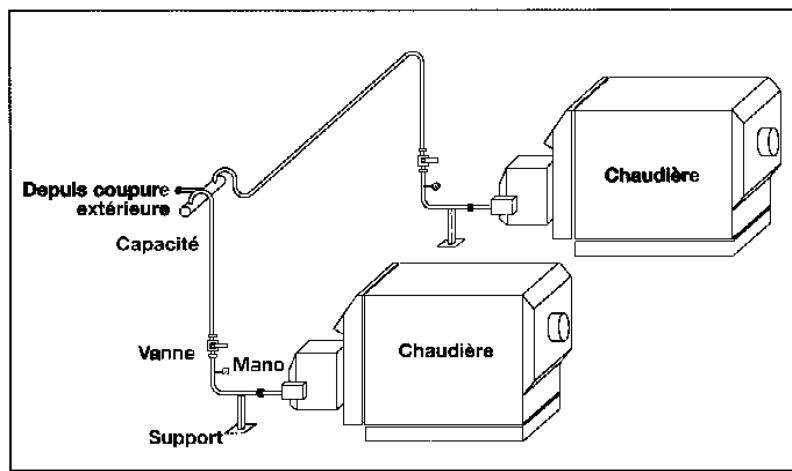 Chaudière
Depuis coupure
extérieure
Capacité
Vanne
Mano
Chaudière
Support